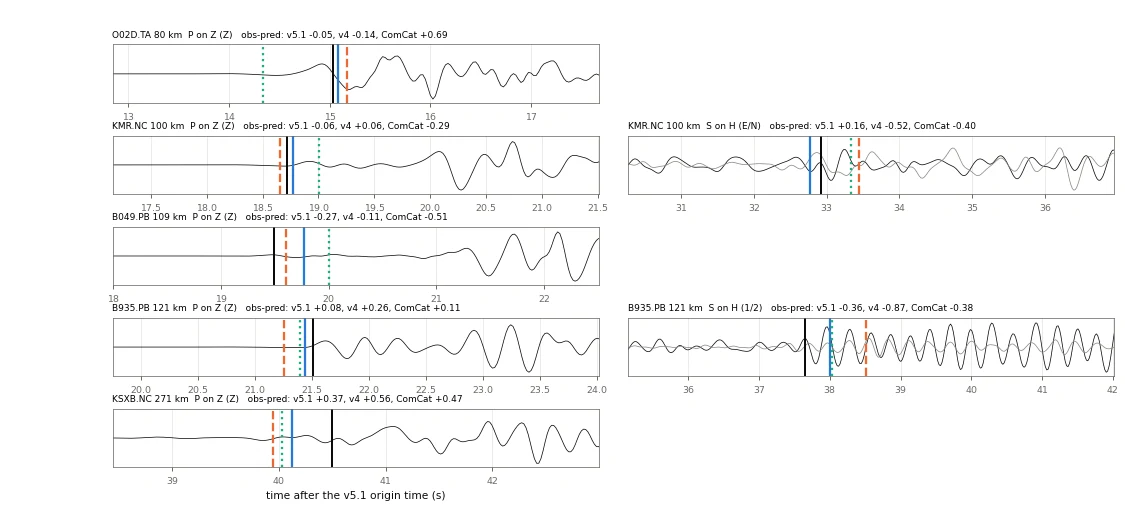 O02D.TA 80 km  P on Z (Z)   obs-pred: v5.1 -0.05, v4 -0.14, ComCat +0.69
13 14 15 16 17
KMR.NC 100 km  P on Z (Z)   obs-pred: v5.1 -0.06, v4 +0.06, ComCat -0.29
17.5 18.0 18.5 19.0 19.5 20.0 20.5 21.0 21.5
KMR.NC 100 km  S on H (E/N)   obs-pred: v5.1 +0.16, v4 -0.52, ComCat -0.40
31 32 33 34 35 36
B049.PB 109 km  P on Z (Z)   obs-pred: v5.1 -0.27, v4 -0.11, ComCat -0.51
18 19 20 21 22
B935.PB 121 km  P on Z (Z)   obs-pred: v5.1 +0.08, v4 +0.26, ComCat +0.11
20.0 20.5 21.0 21.5 22.0 22.5 23.0 23.5 24.0
B935.PB 121 km  S on H (1/2)   obs-pred: v5.1 -0.36, v4 -0.87, ComCat -0.38
36 37 38 39 40 41 42
KSXB.NC 271 km  P on Z (Z)   obs-pred: v5.1 +0.37, v4 +0.56, ComCat +0.47
39 40 41 42
time after the v5.1 origin time (s)